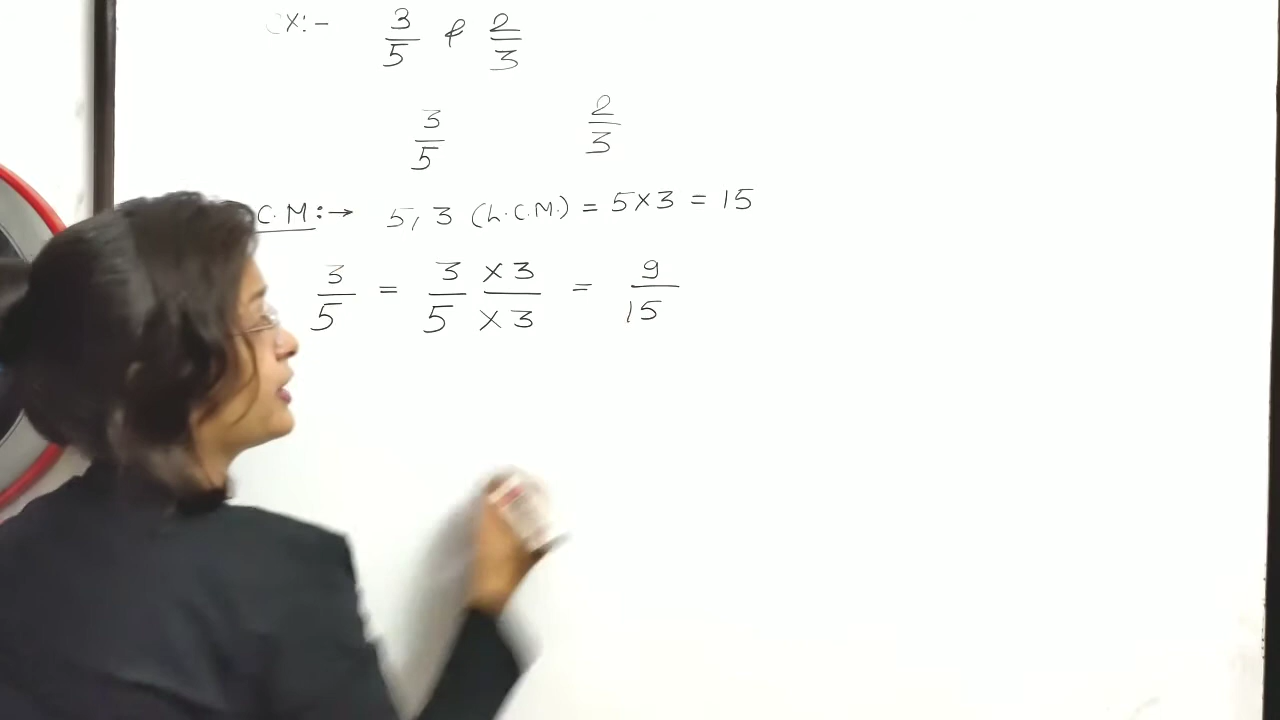 x:- 3/5 & 2/3
3/5 2/3
C.M:→ 5, 3 (L.C.M.) = 5×3 = 15
3/5 = 3/5 ×3/×3 = 9/15